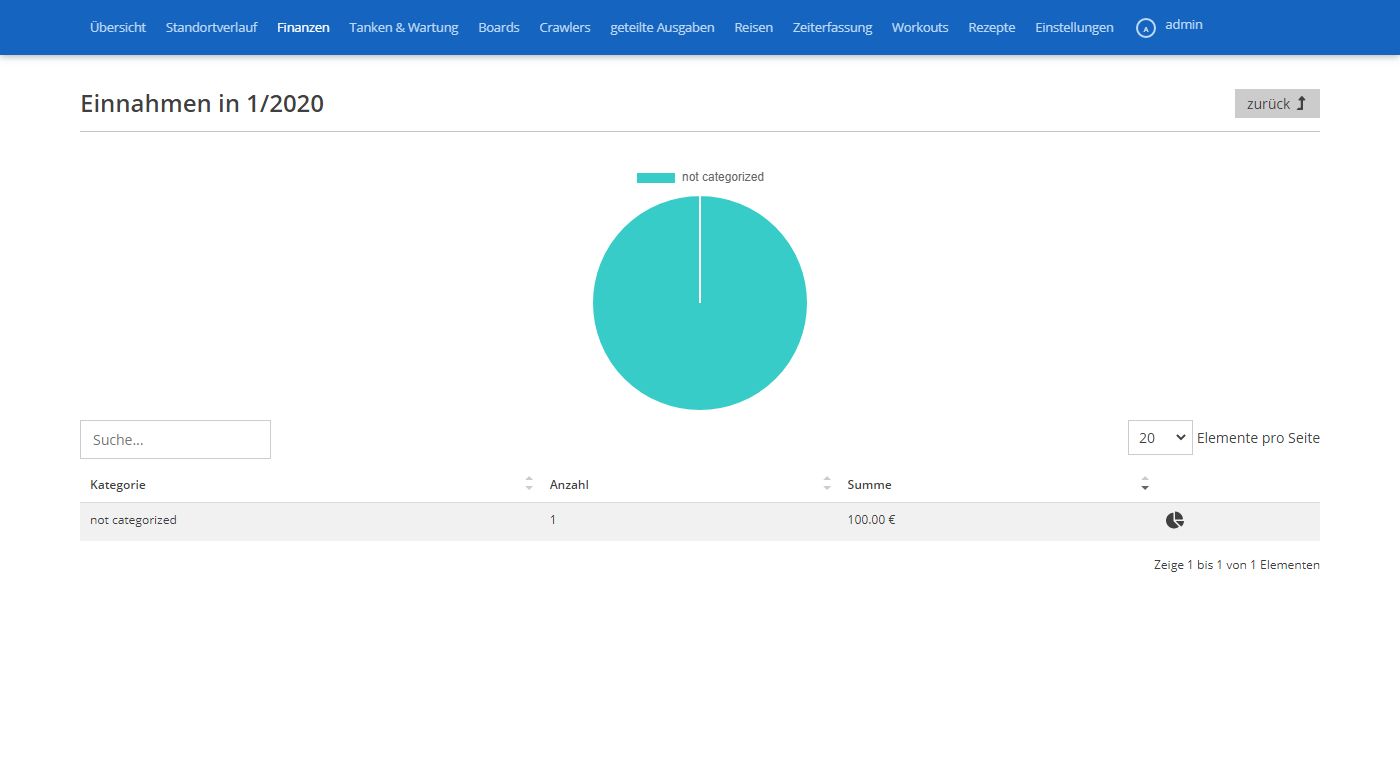 Übersicht Standortverlauf Finanzen Tanken & Wartung Boards Crawlers geteilte Ausgaben Reisen Zeiterfassung Workouts Rezepte Einstellungen A admin
Einnahmen in 1/2020 zurück
not categorized
Suche... 20 Elemente pro Seite
Kategorie Anzahl Summe
not categorized 1 100.00 €
Zeige 1 bis 1 von 1 Elementen